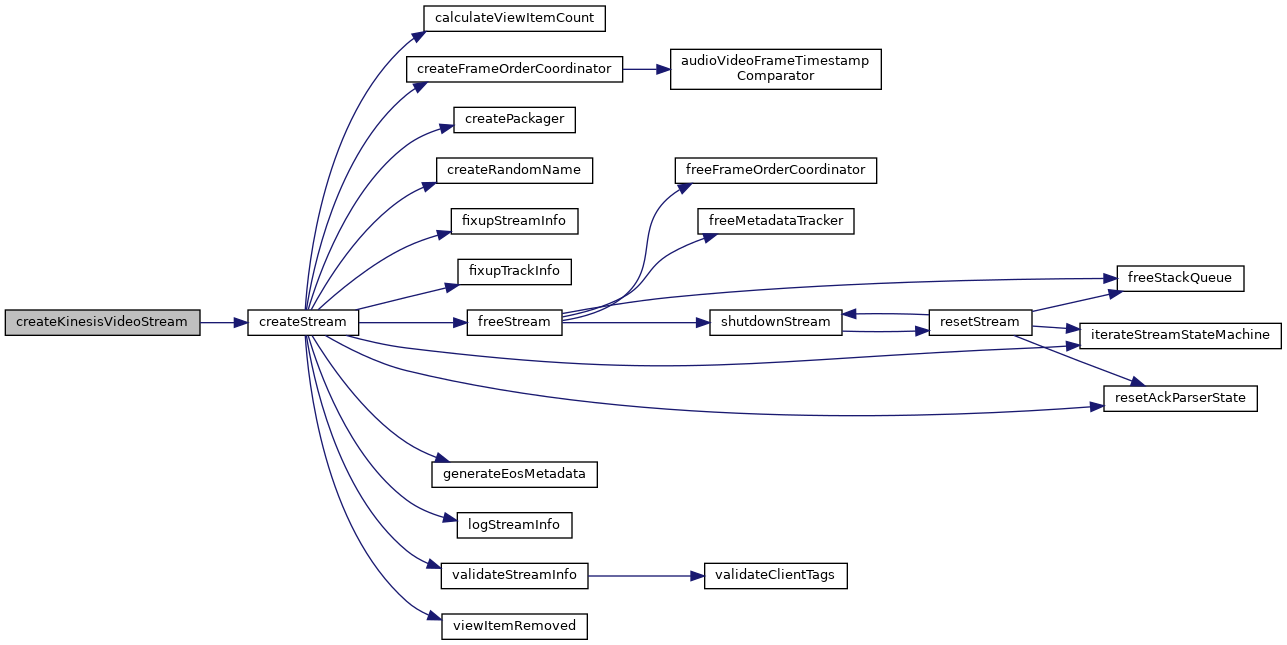 calculateViewItemCount
createFrameOrderCoordinator
audioVideoFrameTimestamp
Comparator
createPackager
createRandomName
freeFrameOrderCoordinator
fixupStreamInfo
freeMetadataTracker
fixupTrackInfo
freeStackQueue
createKinesisVideoStream
createStream
freeStream
shutdownStream
resetStream
iterateStreamStateMachine
resetAckParserState
generateEosMetadata
logStreamInfo
validateStreamInfo
validateClientTags
viewItemRemoved